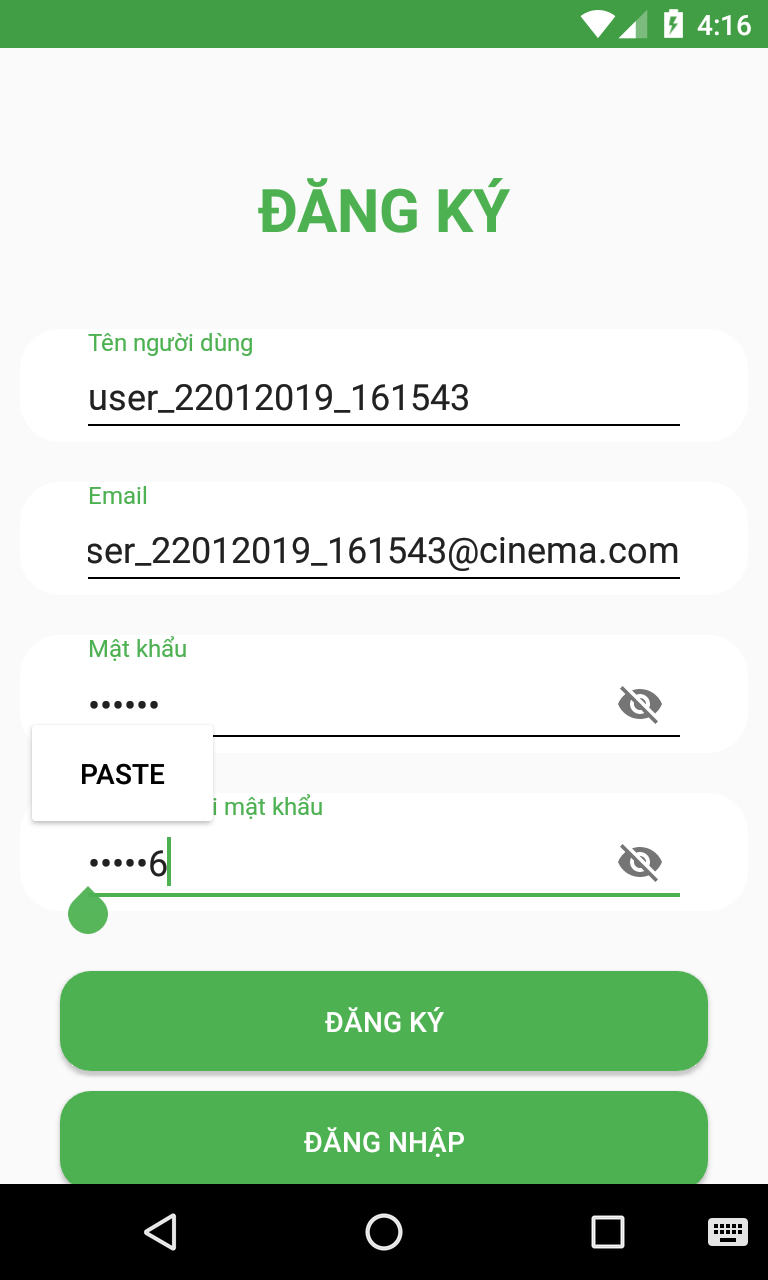 4:16
ĐĂNG KÝ
Tên người dùng
user_22012019_161543
Email
ser_22012019_161543@cinema.com
Mật khẩu
••••••
PASTE
i mật khẩu
•••••6
ĐĂNG KÝ
ĐĂNG NHẬP